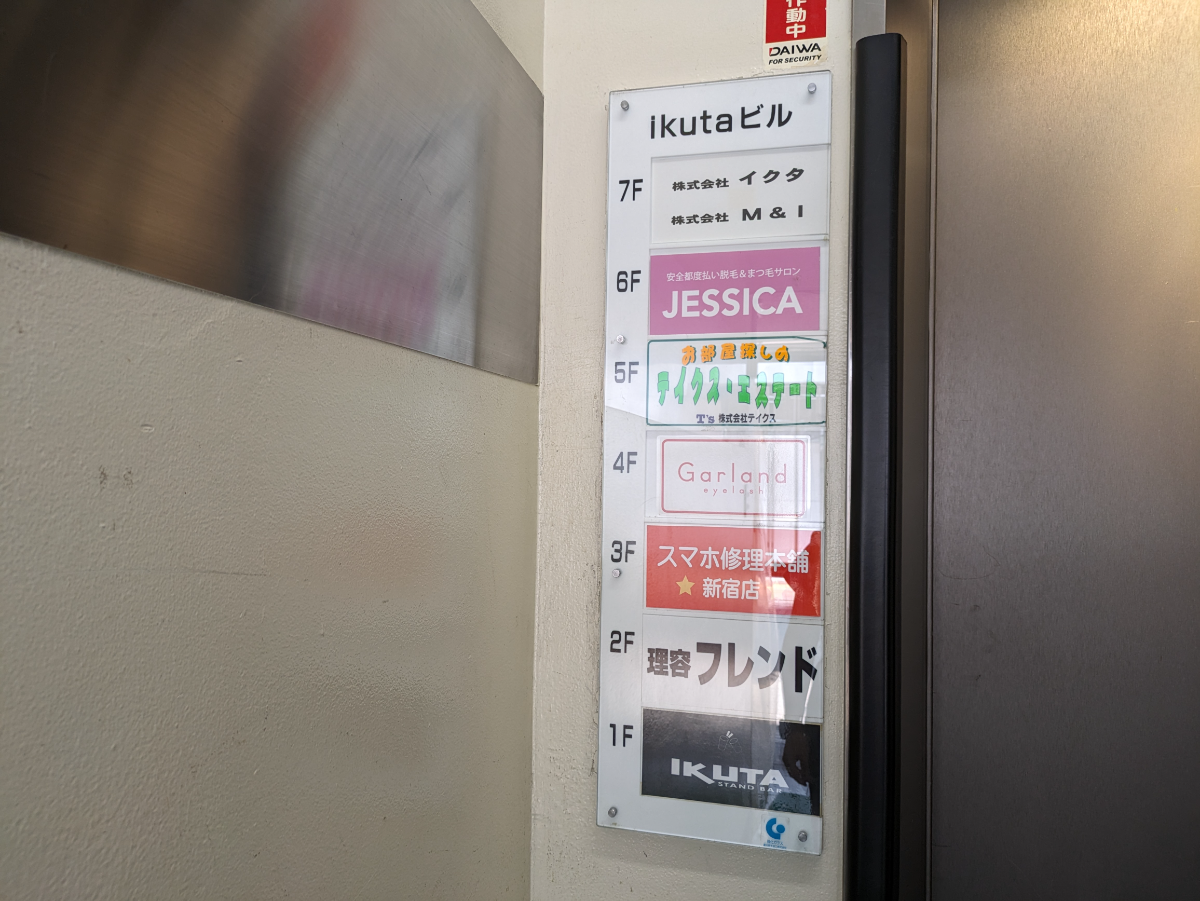 作動中
DAIWA
FOR SECURITY
ikutaビル
7F
株式会社 イクタ
株式会社 M & I
6F
安全都度払い脱毛&まつ毛サロン
JESSICA
5F
お部屋探しの
テイクス・エステート
T's 株式会社テイクス
4F
Garland
eyelash
3F
スマホ修理本舗
新宿店
2F
理容フレンド
1F
IKUTA
STAND BAR